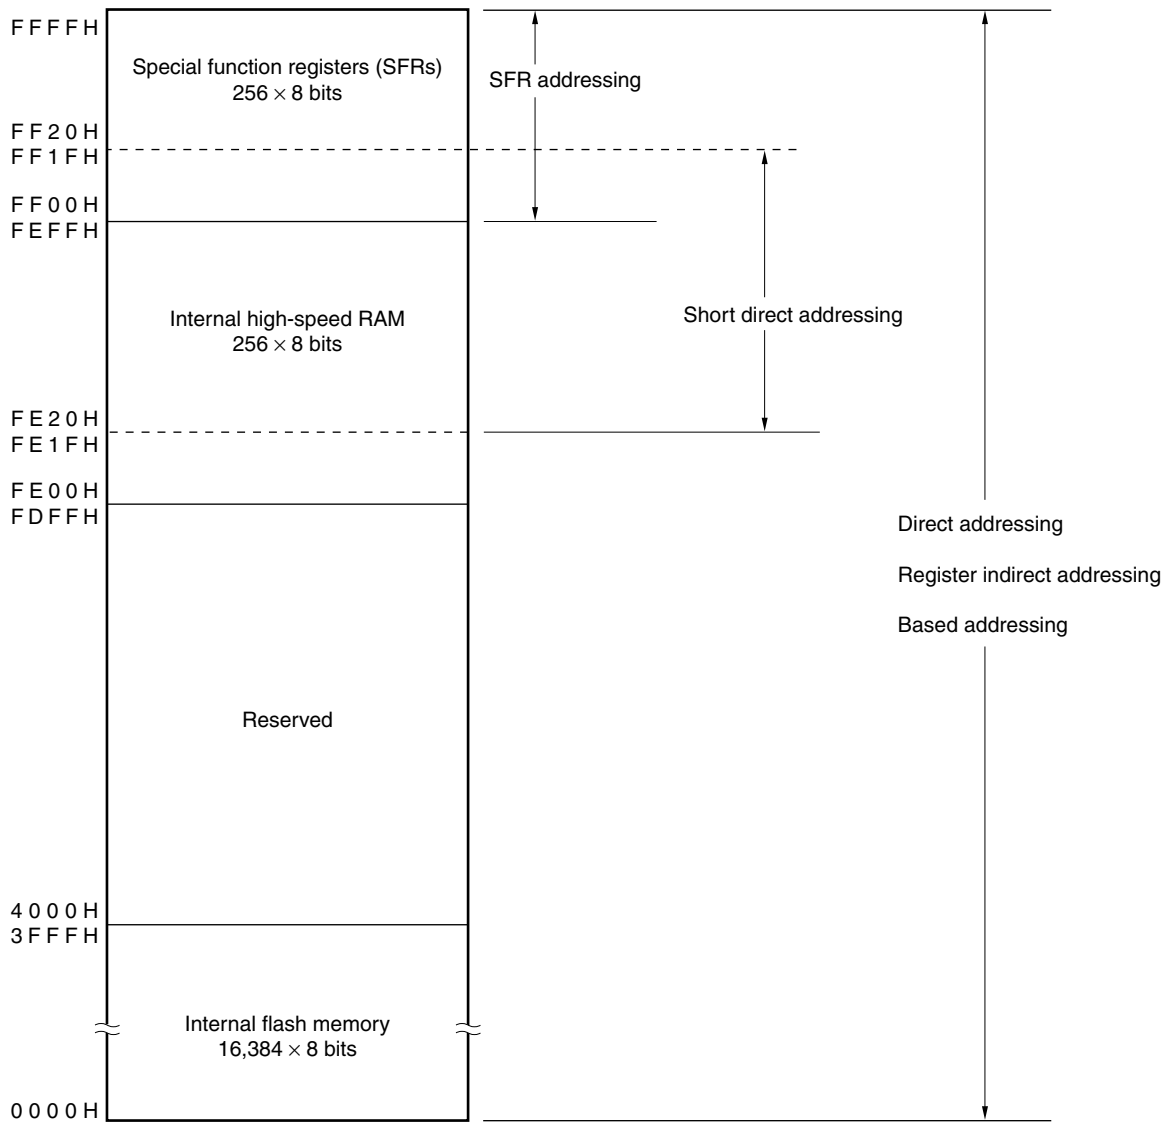 FFFFH
Special function registers (SFRs)
256 × 8 bits
SFR addressing
FF20H
FF1FH
FF00H
FEFFH
Internal high-speed RAM
256 × 8 bits
Short direct addressing
FE20H
FE1FH
FE00H
FDFFH
Direct addressing
Register indirect addressing
Based addressing
Reserved
4000H
3FFFH
Internal flash memory
16,384 × 8 bits
0000H